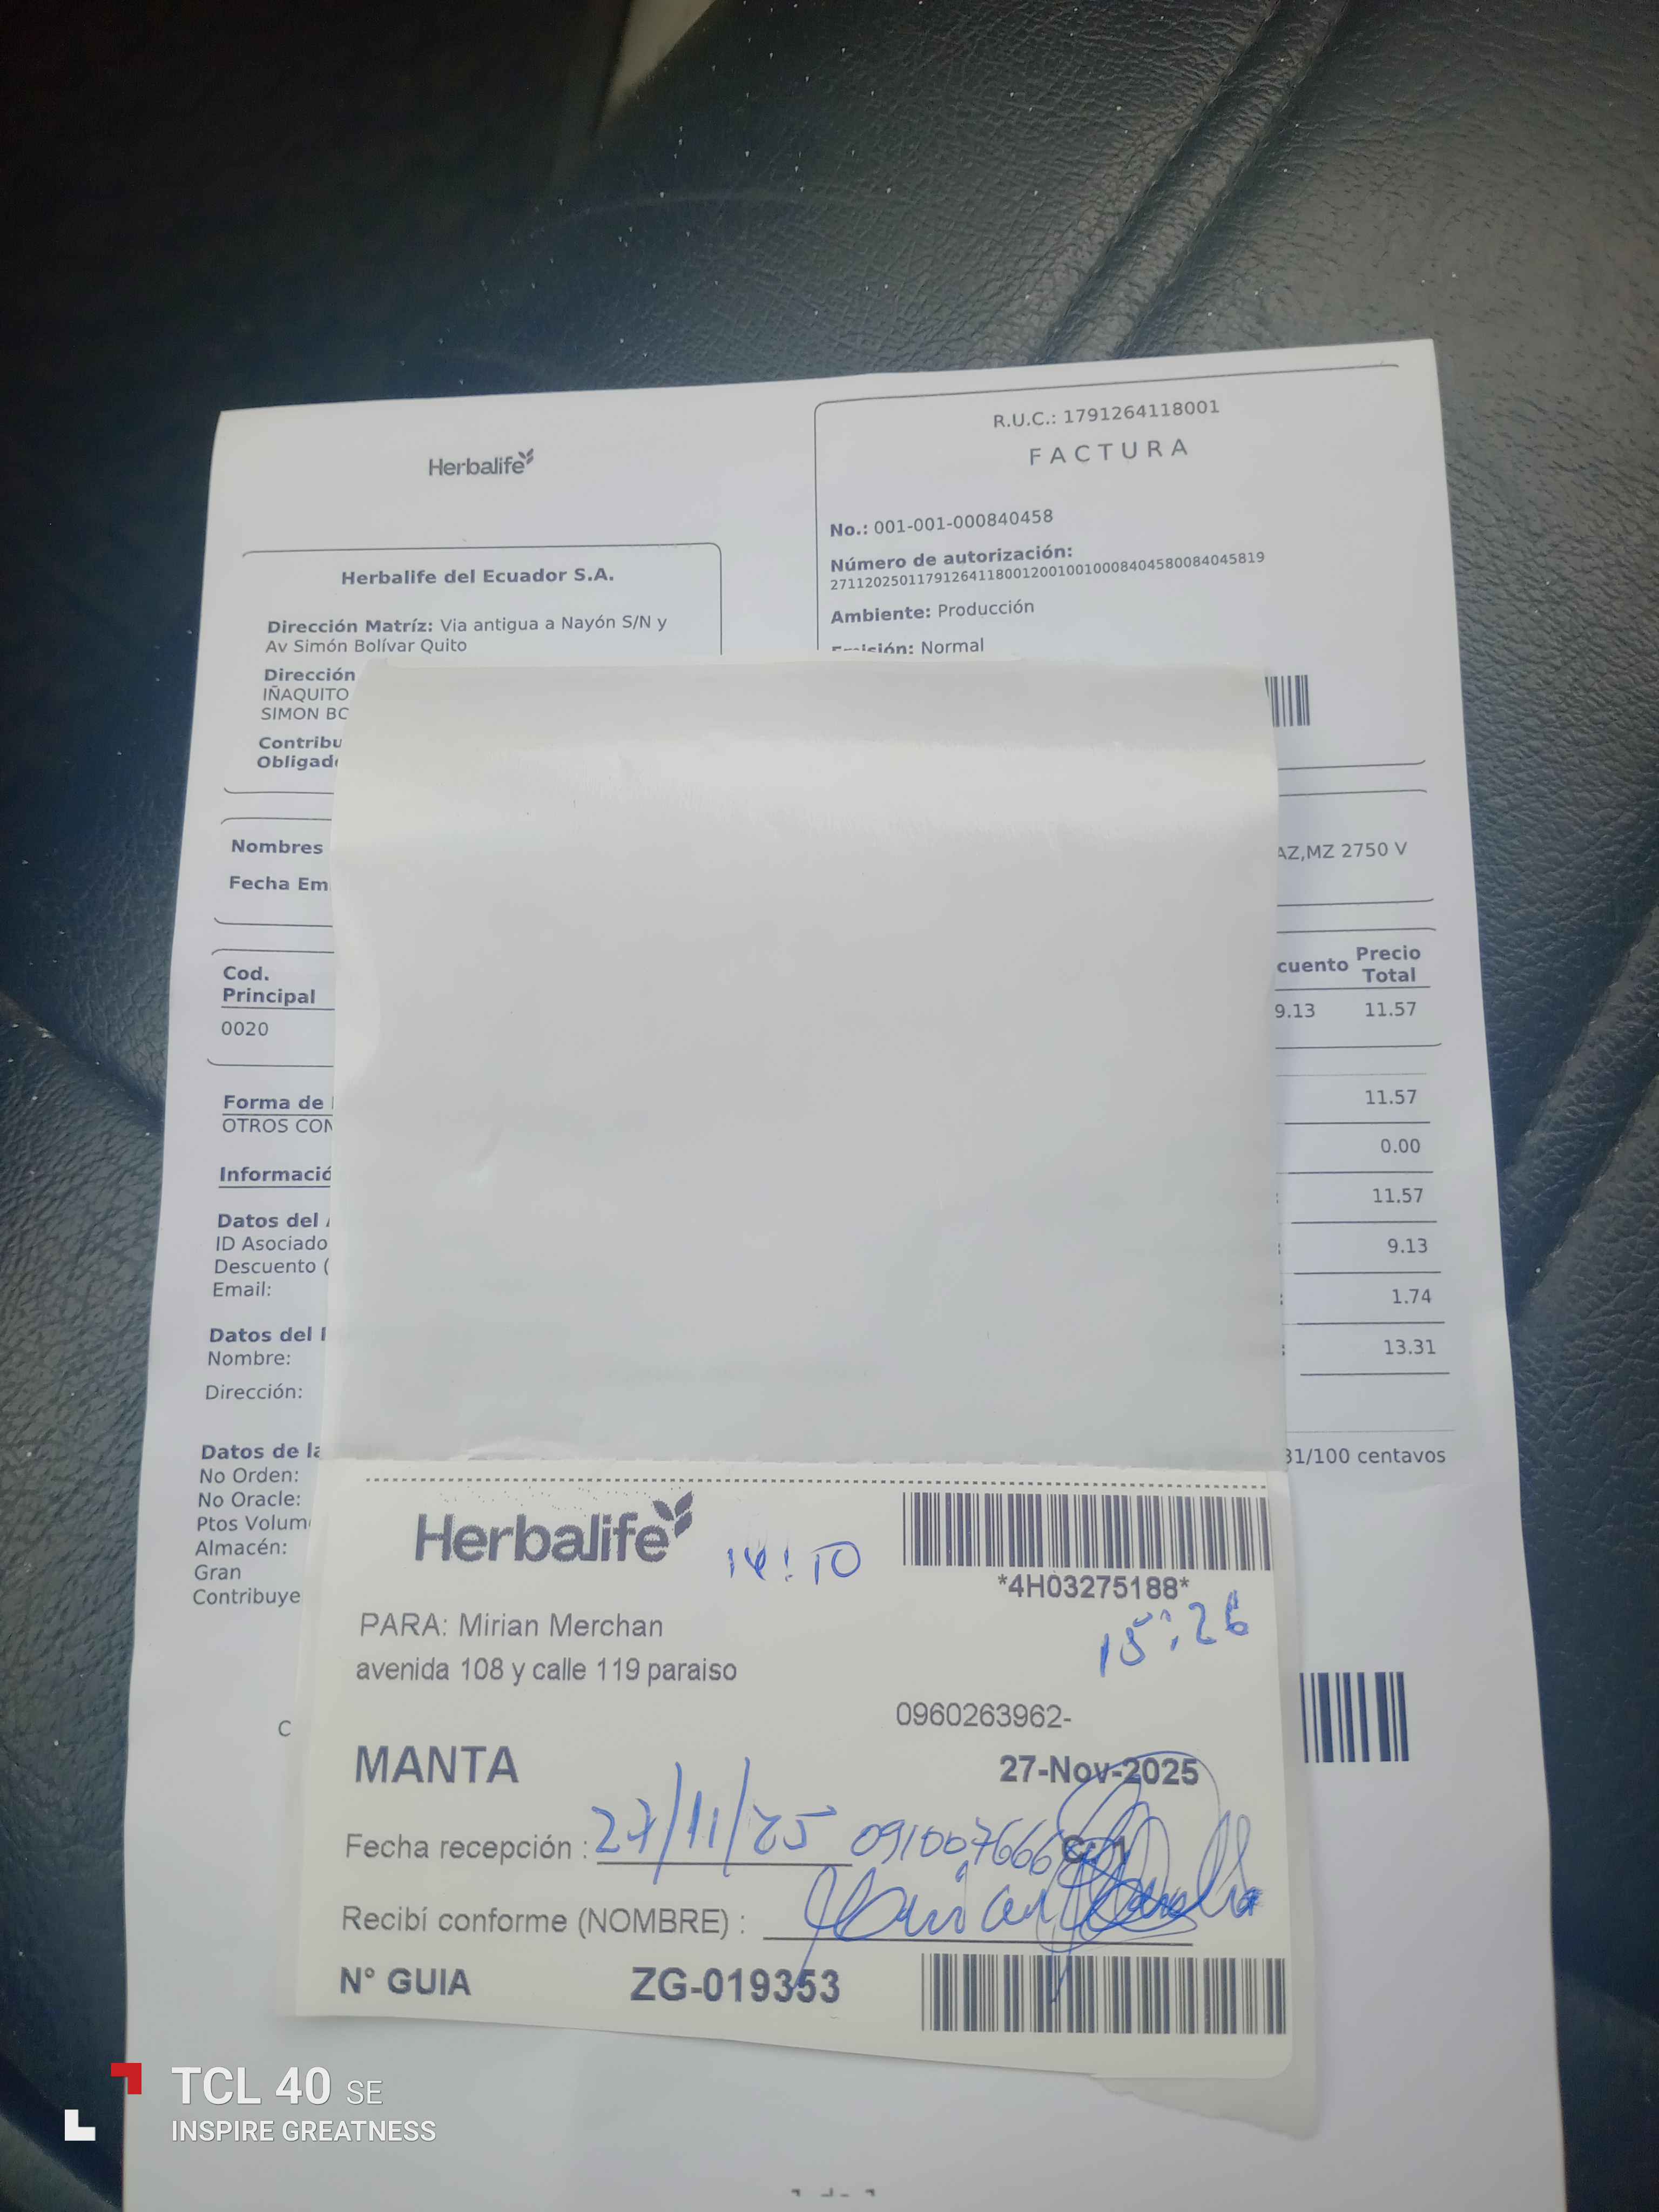 R.U.C.: 1791264118001
FACTURA
Herbalife
No.: 001-001-000840458
Número de autorización:
2711202501179126411800120010010008404580084045819
Ambiente: Producción
Emisión: Normal
Herbalife del Ecuador S.A.
Dirección Matríz: Via antigua a Nayón S/N y
Av Simón Bolívar Quito
Dirección
IÑAQUITO
SIMON BO
Contribu
Obligad
Nombres
AZ,MZ 2750 V
Fecha Em
Cod.
Principal
cuento
Precio
Total
0020
9.13 11.57
Forma de
OTROS CON
Informació
Datos del
ID Asociado
Descuento (
Email:
Datos del
Nombre:
Dirección:
11.57
0.00
11.57
9.13
1.74
13.31
Datos de la
No Orden:
No Oracle:
Ptos Volum
Almacén:
Gran
Contribuye
31/100 centavos
C
Herbalife
14:10
*4H03275188*
15:26
PARA: Mirian Merchan
avenida 108 y calle 119 paraiso
0960263962-
MANTA
27-Nov-2025
Fecha recepción : 27/11/25 091007666
Recibí conforme (NOMBRE) :
N° GUIA ZG-019353
TCL 40 SE
INSPIRE GREATNESS